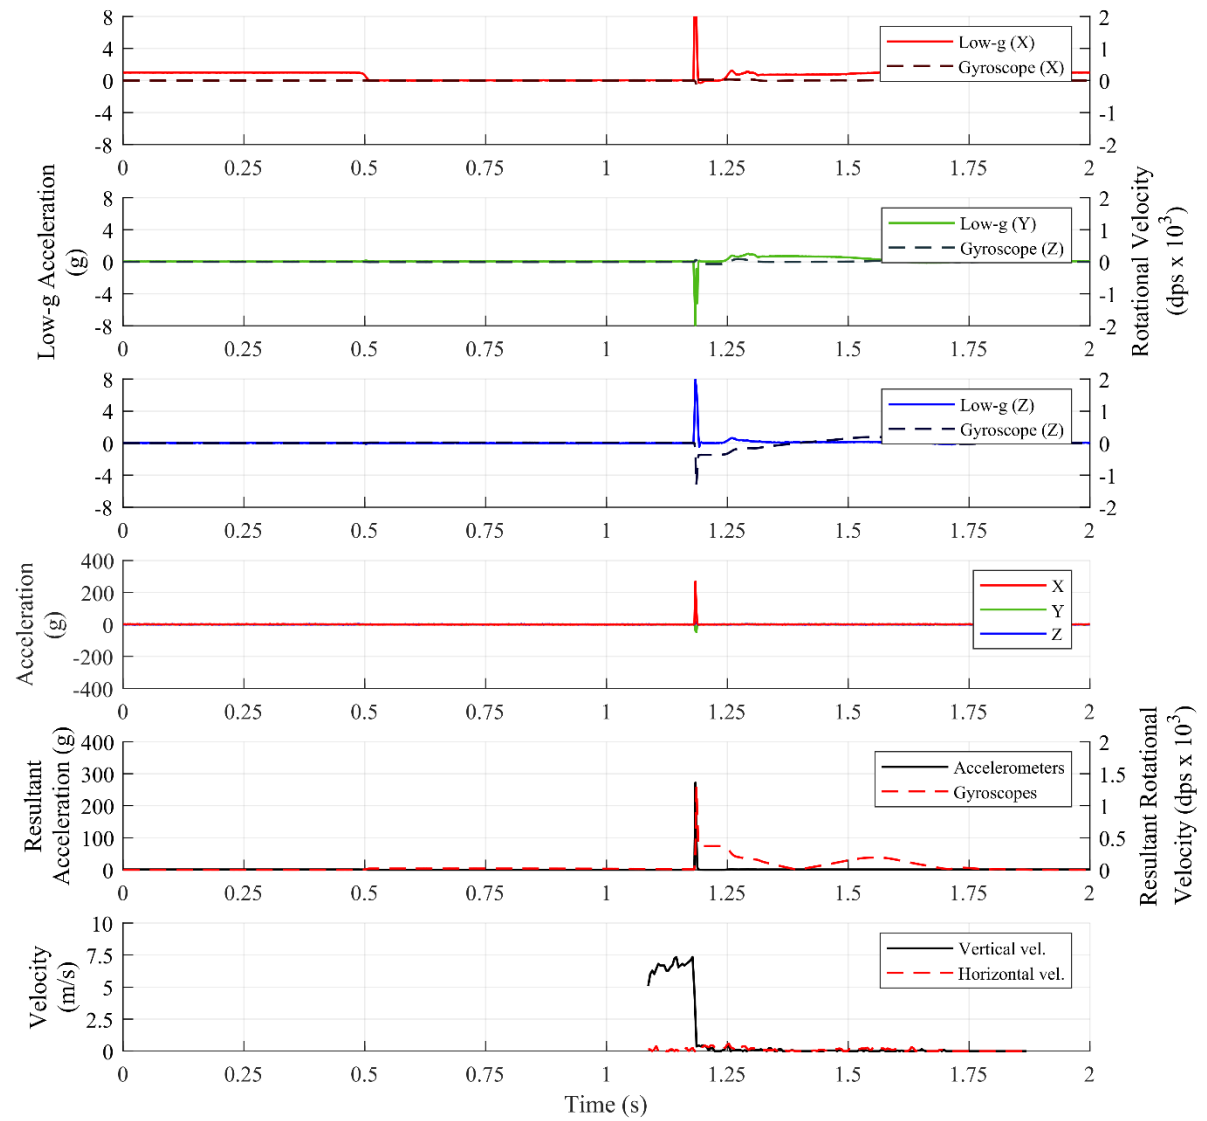 8
4
0
-4
-8
2
1
0
-1
-2
Low-g (X)
Gyroscope (X)
0 0.25 0.5 0.75 1 1.25 1.5 1.75 2
Low-g Acceleration
(g)
8
4
0
-4
-8
2
1
0
-1
-2
Low-g (Y)
Gyroscope (Z)
Rotational Velocity
(dps x 10³)
0 0.25 0.5 0.75 1 1.25 1.5 1.75 2
8
4
0
-4
-8
2
1
0
-1
-2
Low-g (Z)
Gyroscope (Z)
0 0.25 0.5 0.75 1 1.25 1.5 1.75 2
Acceleration
(g)
400
200
0
-200
-400
X
Y
Z
0 0.25 0.5 0.75 1 1.25 1.5 1.75 2
Resultant
Acceleration (g)
400
300
200
100
0
2
1.5
1
0.5
0
Accelerometers
Gyroscopes
Resultant Rotational
Velocity (dps x 10³)
0 0.25 0.5 0.75 1 1.25 1.5 1.75 2
Velocity
(m/s)
10
7.5
5
2.5
0
Vertical vel.
Horizontal vel.
0 0.25 0.5 0.75 1 1.25 1.5 1.75 2
Time (s)